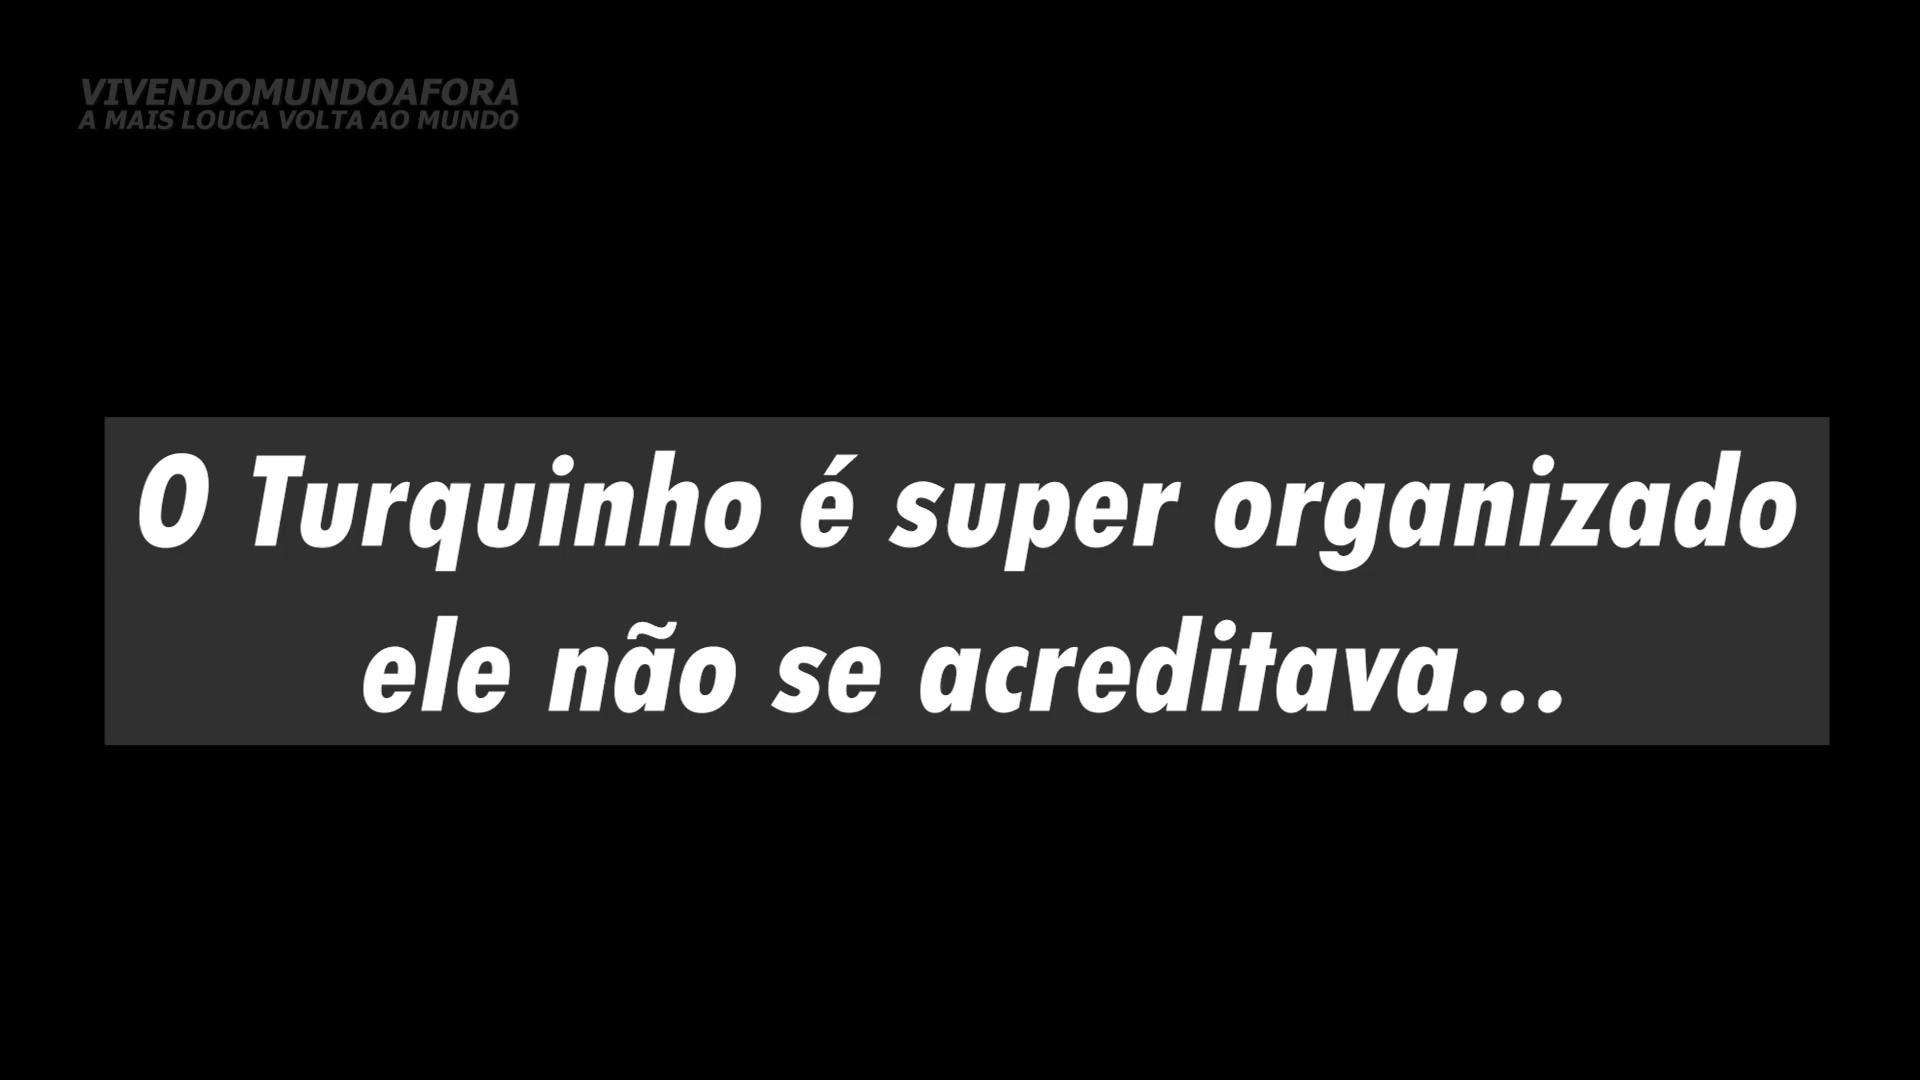 VIVENDOMUNDOAFORA
A MAIS LOUCA VOLTA AO MUNDO
O Turquinho é super organizado
ele não se acreditava...